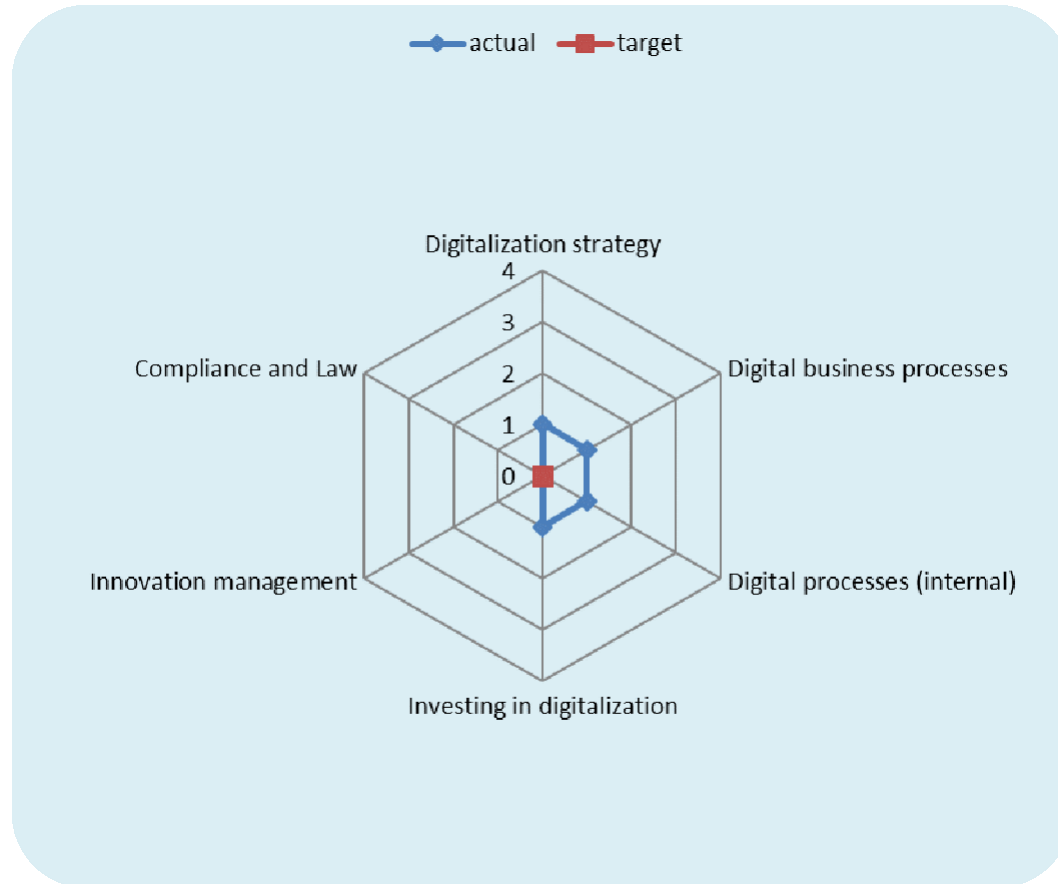 actual target
Digitalization strategy
4
3
Compliance and Law
Digital business processes
2
1
0
Innovation management
Digital processes (internal)
Investing in digitalization